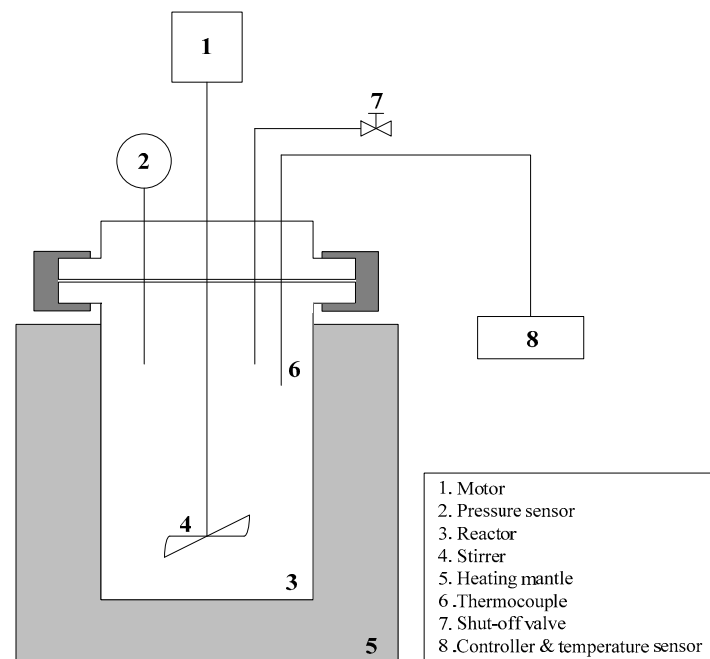 1
7
2
8
6
4
3
5
1. Motor
2. Pressure sensor
3. Reactor
4. Stirrer
5. Heating mantle
6 .Thermocouple
7. Shut-off valve
8 .Controller & temperature sensor